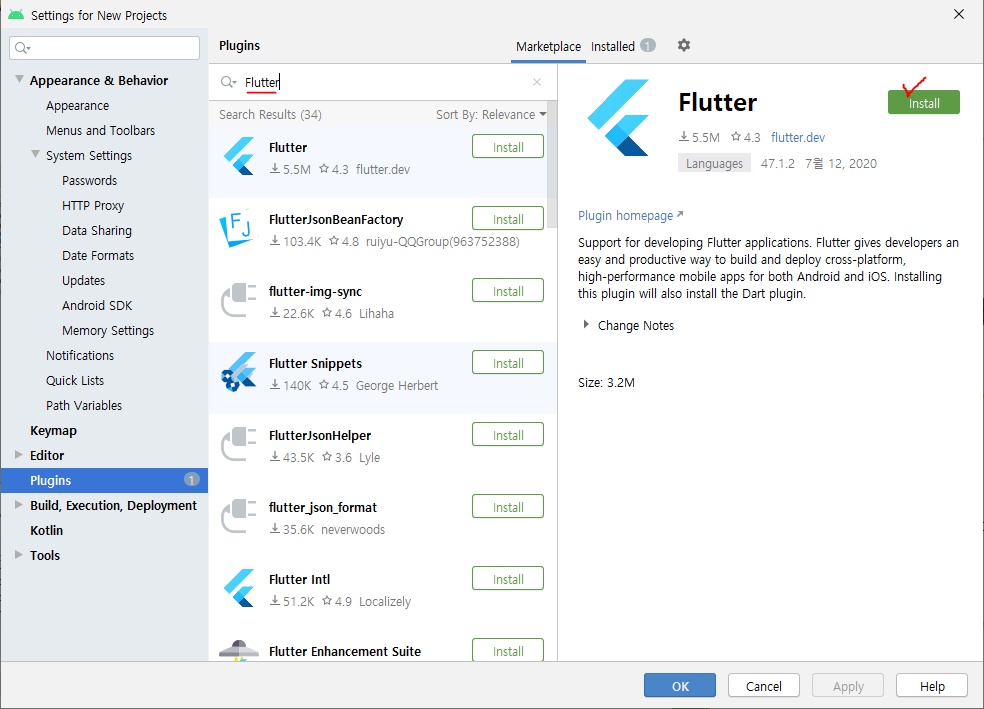 Settings for New Projects
Plugins
Marketplace Installed 1
Appearance & Behavior
Appearance
Menus and Toolbars
System Settings
Passwords
HTTP Proxy
Data Sharing
Date Formats
Updates
Android SDK
Memory Settings
Notifications
Quick Lists
Path Variables
Keymap
Editor
Plugins 1
Build, Execution, Deployment
Kotlin
Tools
Flutter
Search Results (34) Sort By: Relevance
Flutter Install
5.5M 4.3 flutter.dev
FlutterJsonBeanFactory Install
103.4K 4.8 ruiyu-QQGroup(963752388)
flutter-img-sync Install
22.6K 4.6 Lihaha
Flutter Snippets Install
140K 4.5 George Herbert
FlutterJsonHelper Install
43.5K 3.6 Lyle
flutter_json_format Install
35.6K neverwoods
Flutter Intl Install
51.2K 4.9 Localizely
Flutter Enhancement Suite Install
Flutter Install
5.5M 4.3 flutter.dev
Languages 47.1.2 7월 12, 2020
Plugin homepage
Support for developing Flutter applications. Flutter gives developers an
easy and productive way to build and deploy cross-platform,
high-performance mobile apps for both Android and iOS. Installing
this plugin will also install the Dart plugin.
Change Notes
Size: 3.2M
OK Cancel Apply Help